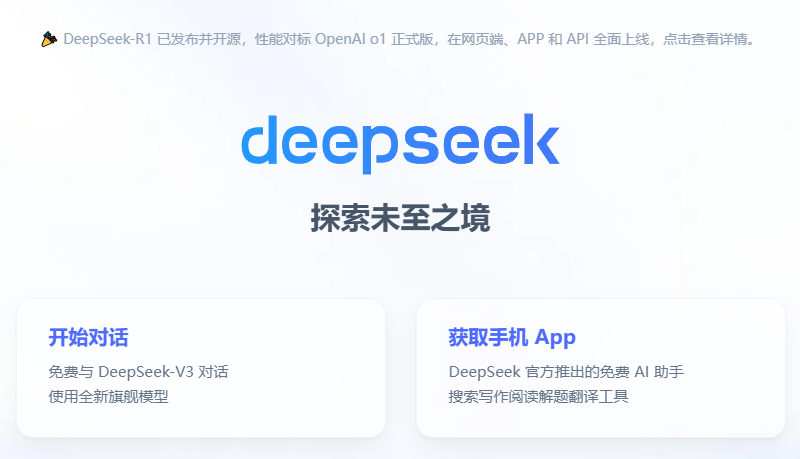 🎉 DeepSeek-R1 已发布并开源，性能对标 OpenAI o1 正式版，在网页端、APP 和 API 全面上线，点击查看详情。
deepseek
探索未至之境
开始对话
免费与 DeepSeek-V3 对话
使用全新旗舰模型
获取手机 App
DeepSeek 官方推出的免费 AI 助手
搜索写作阅读解题翻译工具